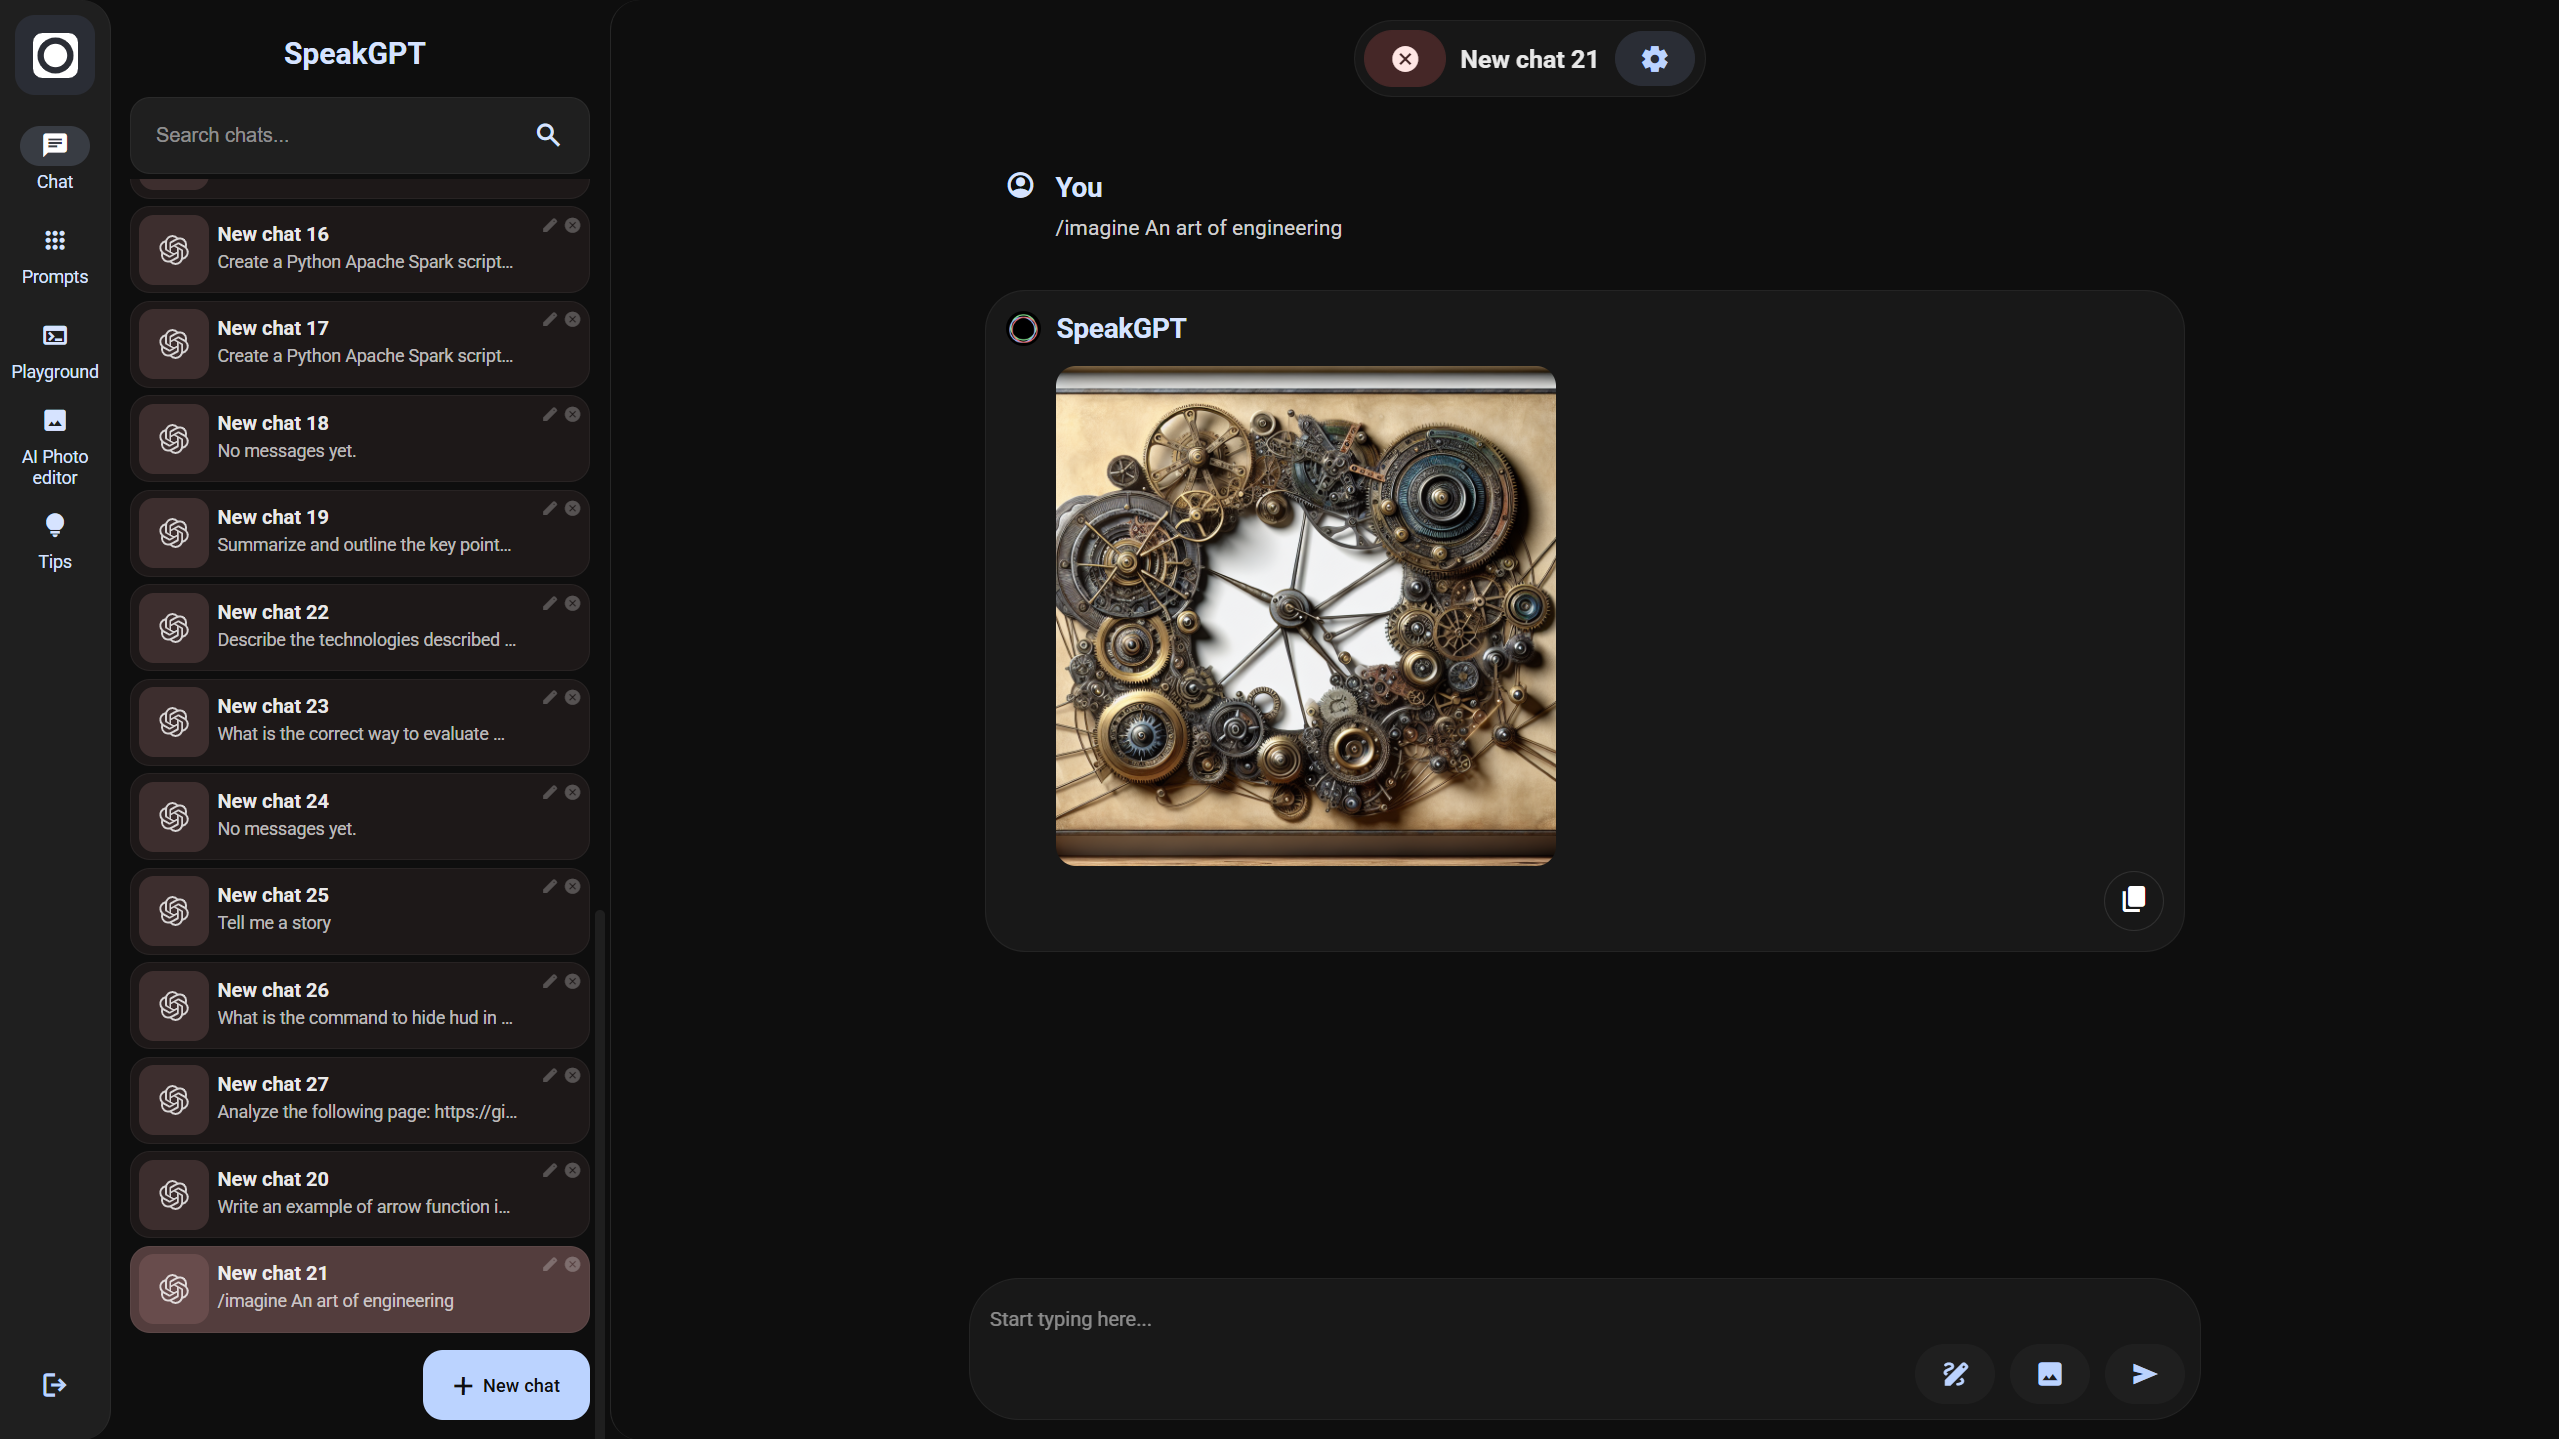 Chat
Prompts
Playground
AI Photo
editor
Tips
SpeakGPT
Search chats...
New chat 16
Create a Python Apache Spark script...
New chat 17
Create a Python Apache Spark script...
New chat 18
No messages yet.
New chat 19
Summarize and outline the key point...
New chat 22
Describe the technologies described ...
New chat 23
What is the correct way to evaluate ...
New chat 24
No messages yet.
New chat 25
Tell me a story
New chat 26
What is the command to hide hud in ...
New chat 27
Analyze the following page: https://gi...
New chat 20
Write an example of arrow function i...
New chat 21
/imagine An art of engineering
New chat
New chat 21
You
/imagine An art of engineering
SpeakGPT
Start typing here...